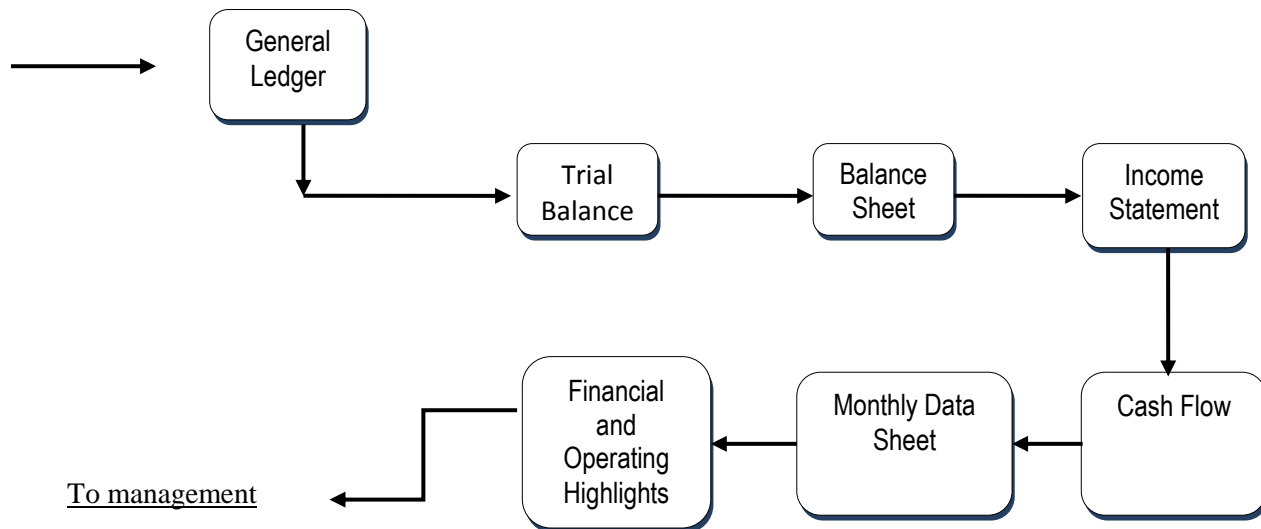 General
Ledger
Trial
Balance
Balance
Sheet
Income
Statement
Cash Flow
Monthly Data
Sheet
Financial
and
Operating
Highlights
To management